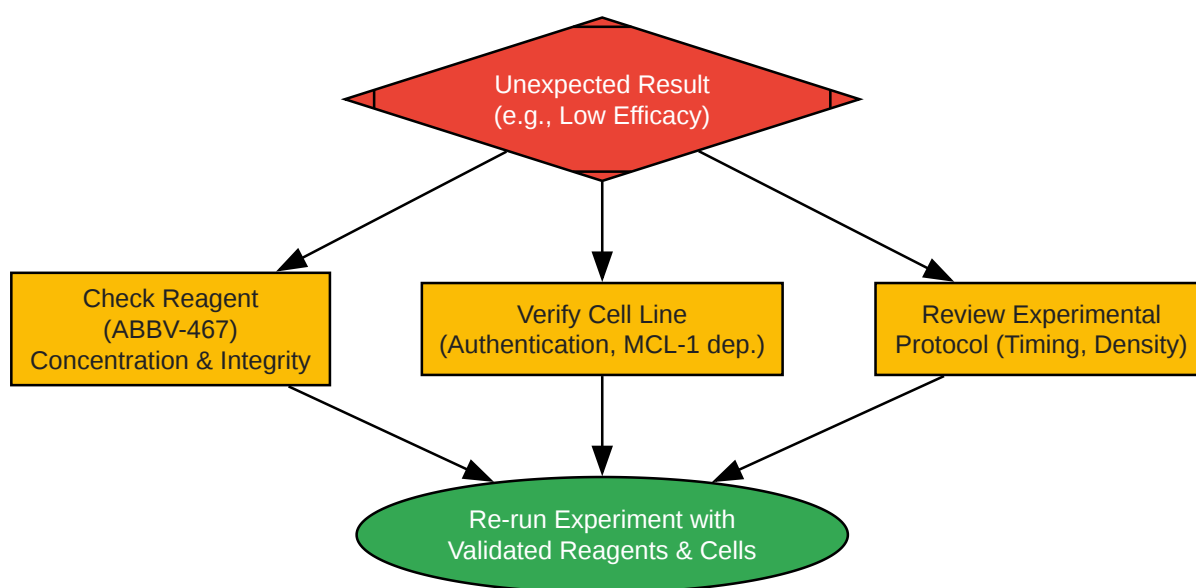 Unexpected Result
(e.g., Low Efficacy)
Check Reagent
(ABBV-467)
Concentration & Integrity
Verify Cell Line
(Authentication, MCL-1 dep.)
Review Experimental
Protocol (Timing, Density)
Re-run Experiment with
Validated Reagents & Cells